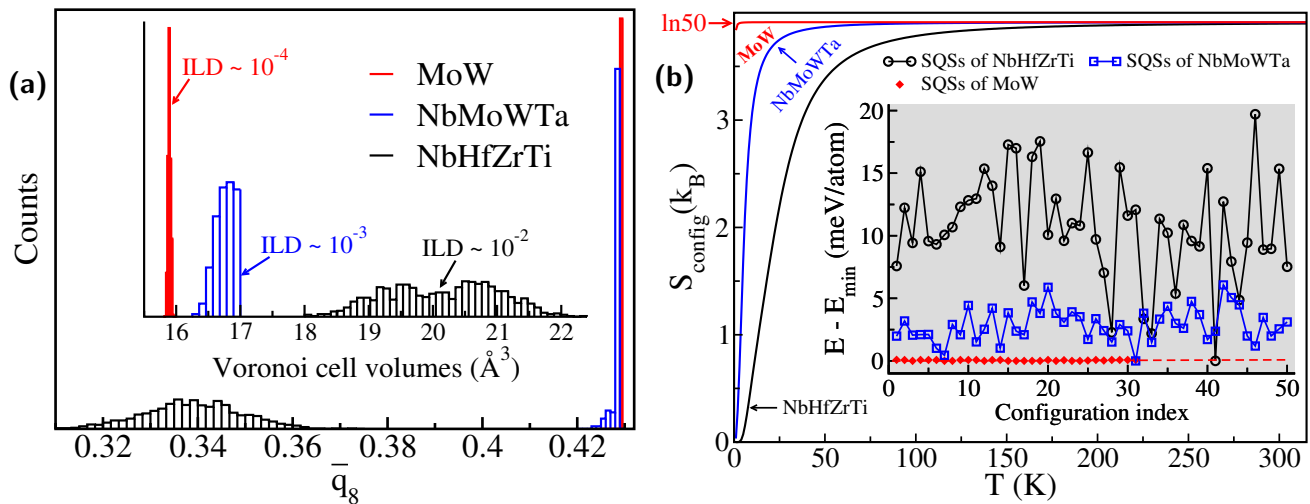 (a)
ILD ~ 10⁻⁴
MoW
NbMoWTa
NbHfZrTi
ILD ~ 10⁻³
ILD ~ 10⁻²
Counts
16 17 18 19 20 21 22
Voronoi cell volumes (Å³)
0.32 0.34 0.36 0.38 0.4 0.42
q̅₈
(b)
ln50
MoW
NbMoWTa
NbHfZrTi
SQSs of NbHfZrTi
SQSs of NbMoWTa
SQSs of MoW
S_config(k_B)
3
2
1
0
E - E_min (meV/atom)
20
15
10
5
0
0 10 20 30 40 50
Configuration index
0 50 100 150 200 250 300
T (K)